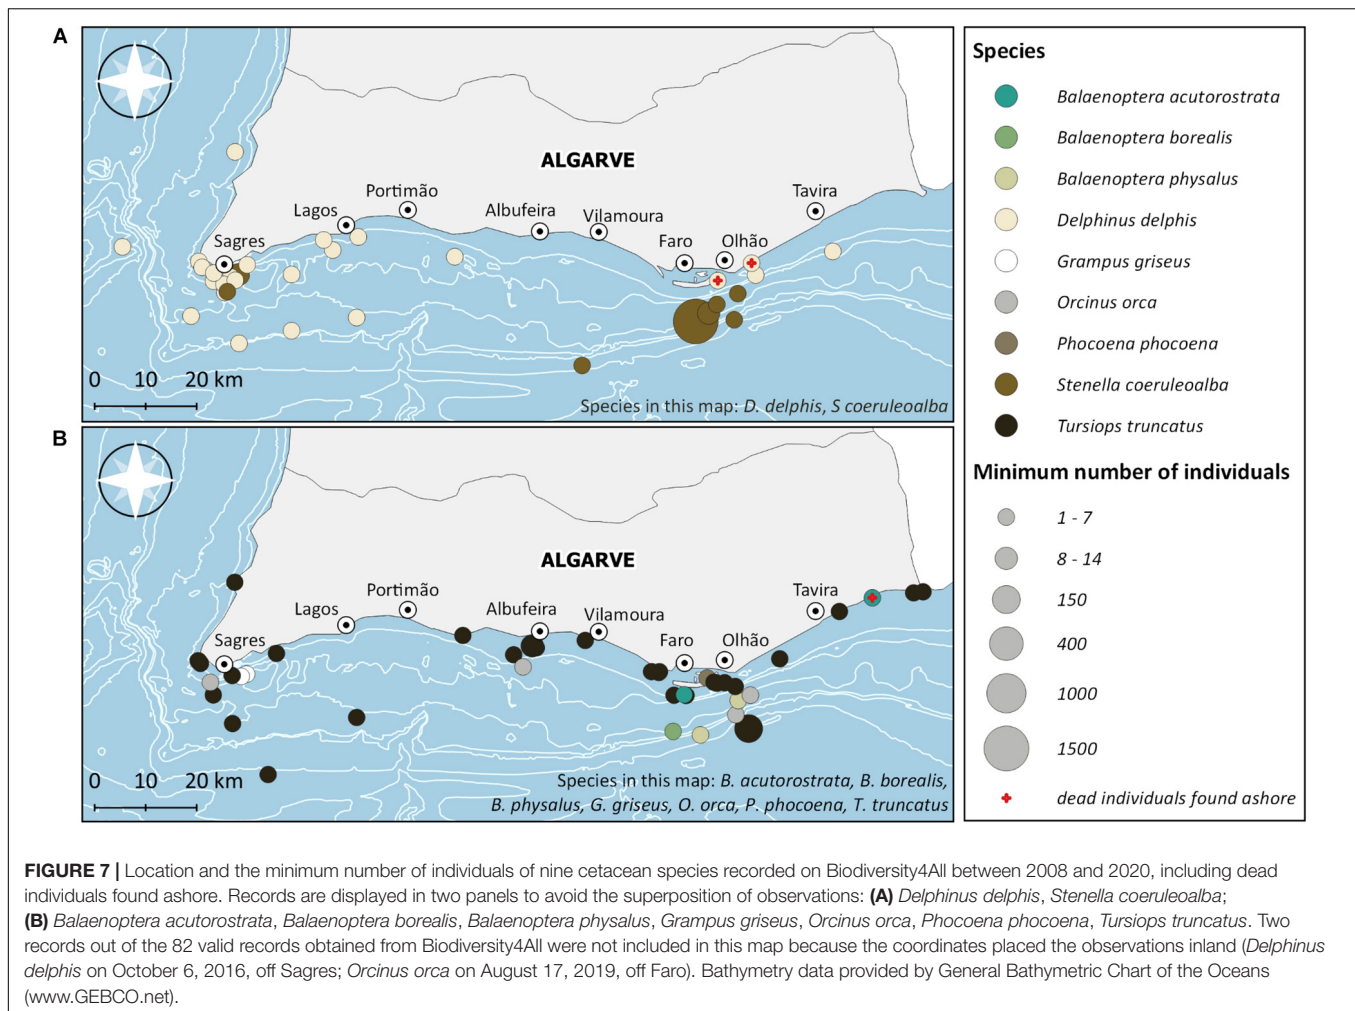 A
ALGARVE
Portimão
Tavira
Lagos
Albufeira
Vilamoura
Sagres
Faro
Olhão
0 10 20 km
Species in this map: D. delphis, S coeruleoalba
B
ALGARVE
Portimão
Tavira
Lagos
Albufeira
Vilamoura
Sagres
Faro
Olhão
0 10 20 km
Species in this map: B. acutorostrata, B. borealis,
B. physalus, G. griseus, O. orca, P. phocoena, T. truncatus
Species
Balaenoptera acutorostrata
Balaenoptera borealis
Balaenoptera physalus
Delphinus delphis
Grampus griseus
Orcinus orca
Phocoena phocoena
Stenella coeruleoalba
Tursiops truncatus
Minimum number of individuals
1 - 7
8 - 14
150
400
1000
1500
dead individuals found ashore
FIGURE 7 | Location and the minimum number of individuals of nine cetacean species recorded on Biodiversity4All between 2008 and 2020, including dead
individuals found ashore. Records are displayed in two panels to avoid the superposition of observations: (A) Delphinus delphis, Stenella coeruleoalba;
(B) Balaenoptera acutorostrata, Balaenoptera borealis, Balaenoptera physalus, Grampus griseus, Orcinus orca, Phocoena phocoena, Tursiops truncatus. Two
records out of the 82 valid records obtained from Biodiversity4All were not included in this map because the coordinates placed the observations inland (Delphinus
delphis on October 6, 2016, off Sagres; Orcinus orca on August 17, 2019, off Faro). Bathymetry data provided by General Bathymetric Chart of the Oceans
(www.GEBCO.net).